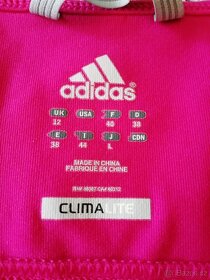 adidas
UK USA F D
12 40 38
E I J CDN
38 44 L
MADE IN CHINA
FABRIQUÉ EN CHINE
CLIMALITE